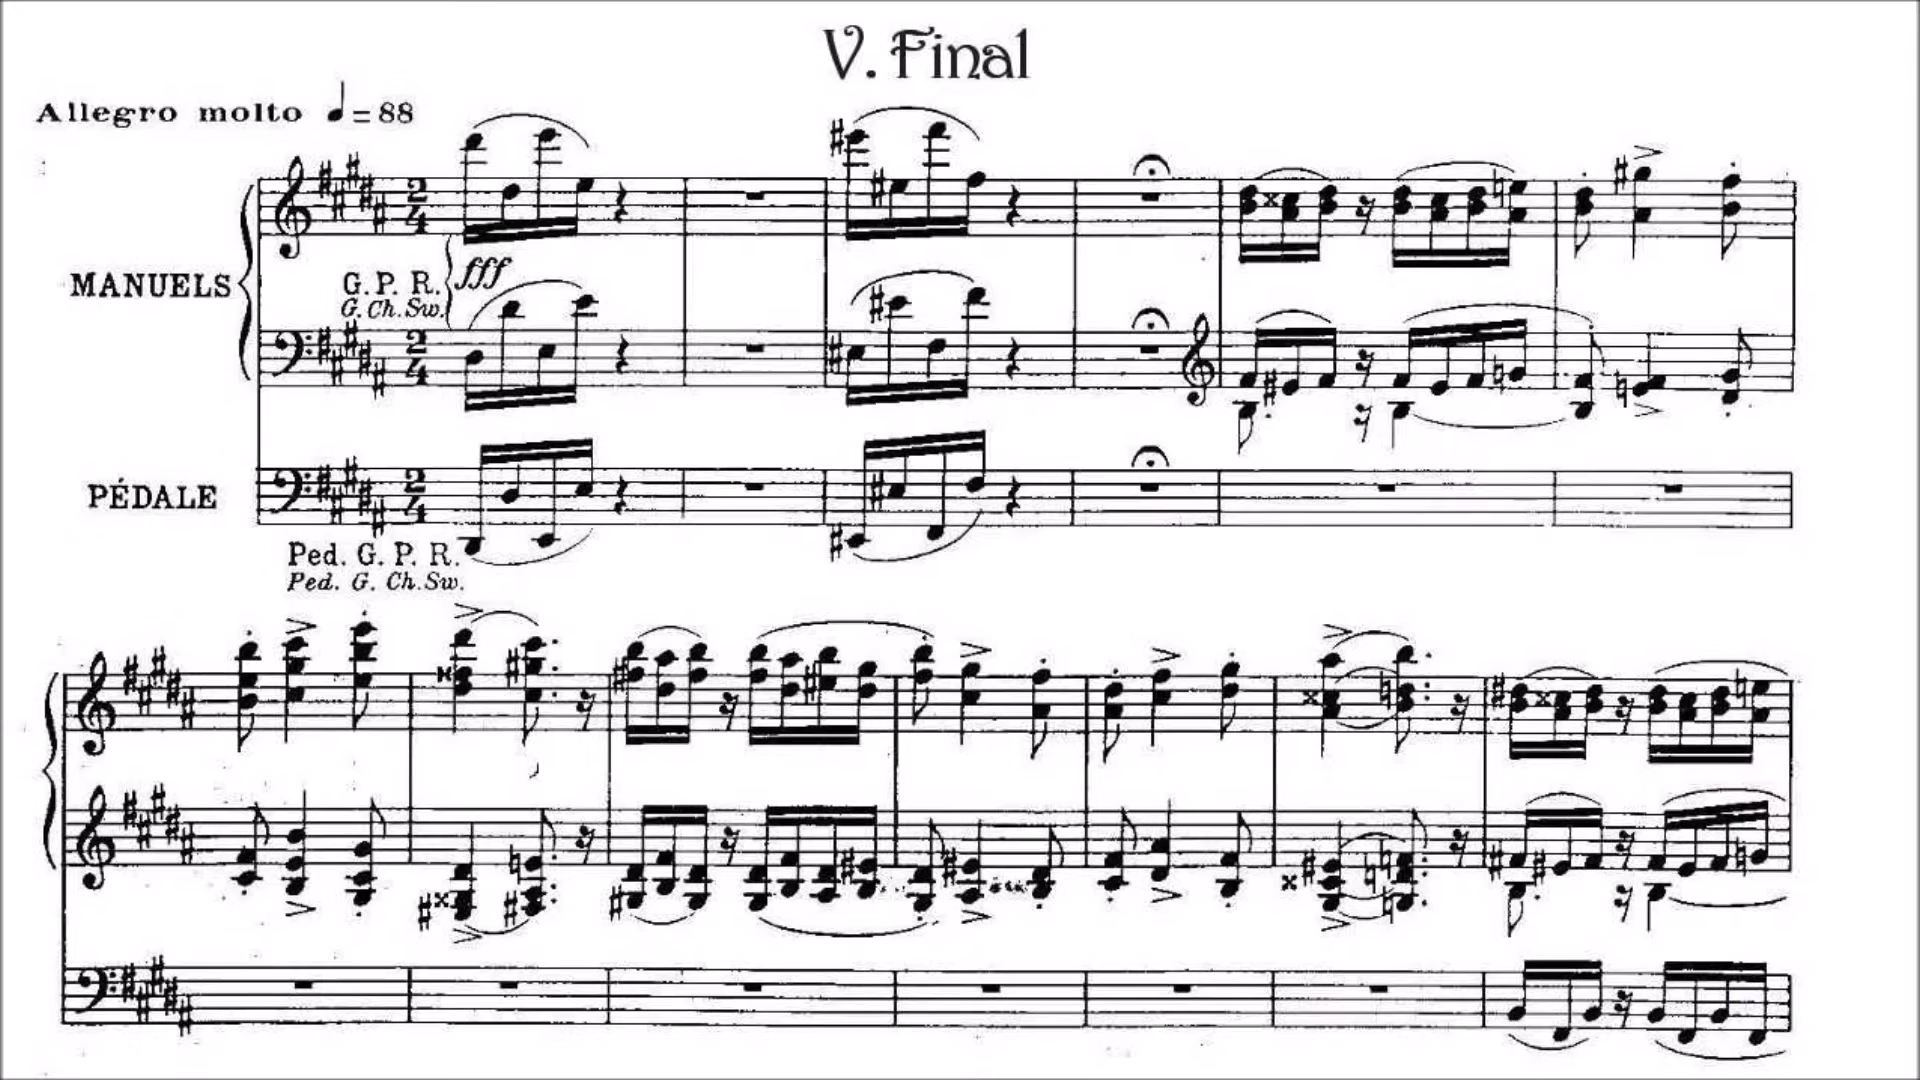 V. Final
Allegro molto ♩ = 88
fff
MANUELS
G. P. R.
G. Ch. Sw.
PÉDALE
Ped. G. P. R.
Ped. G. Ch. Sw.